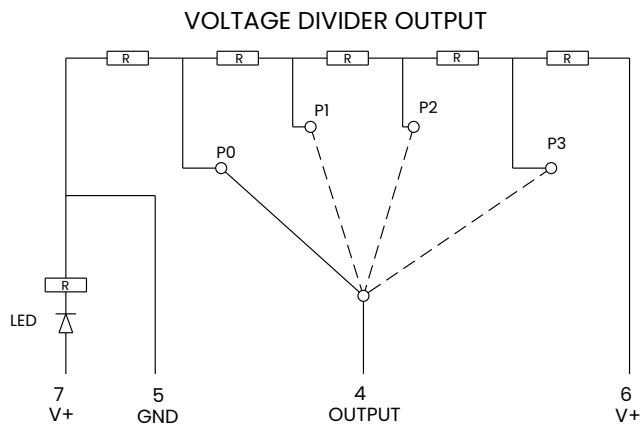 VOLTAGE DIVIDER OUTPUT
R R R R R
P1 P2
P0 P3
R
LED
7 5 4 6
V+ GND OUTPUT V+